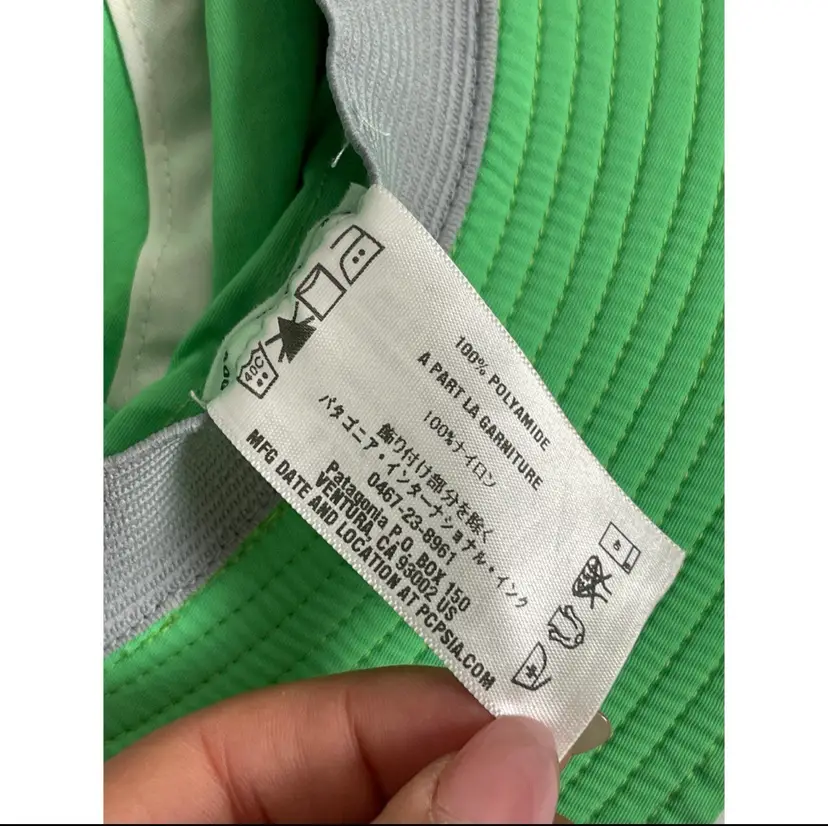 100% POLYAMIDE
A PART LA GARNITURE
100%ナイロン
飾り付け部分を除く
パタゴニア・インターナショナル・インク
0467-23-8961
Patagonia P.O. BOX 150
VENTURA, CA 93002 US
MFG DATE AND LOCATION AT PCPSIA.COM
40C